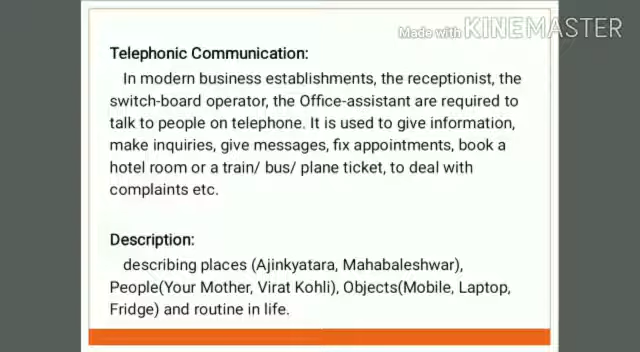 Made with KINEMASTER
Telephonic Communication:
In modern business establishments, the receptionist, the
switch-board operator, the Office-assistant are required to
talk to people on telephone. It is used to give information,
make inquiries, give messages, fix appointments, book a
hotel room or a train/ bus/ plane ticket, to deal with
complaints etc.
Description:
describing places (Ajinkyatara, Mahabaleshwar),
People(Your Mother, Virat Kohli), Objects(Mobile, Laptop,
Fridge) and routine in life.